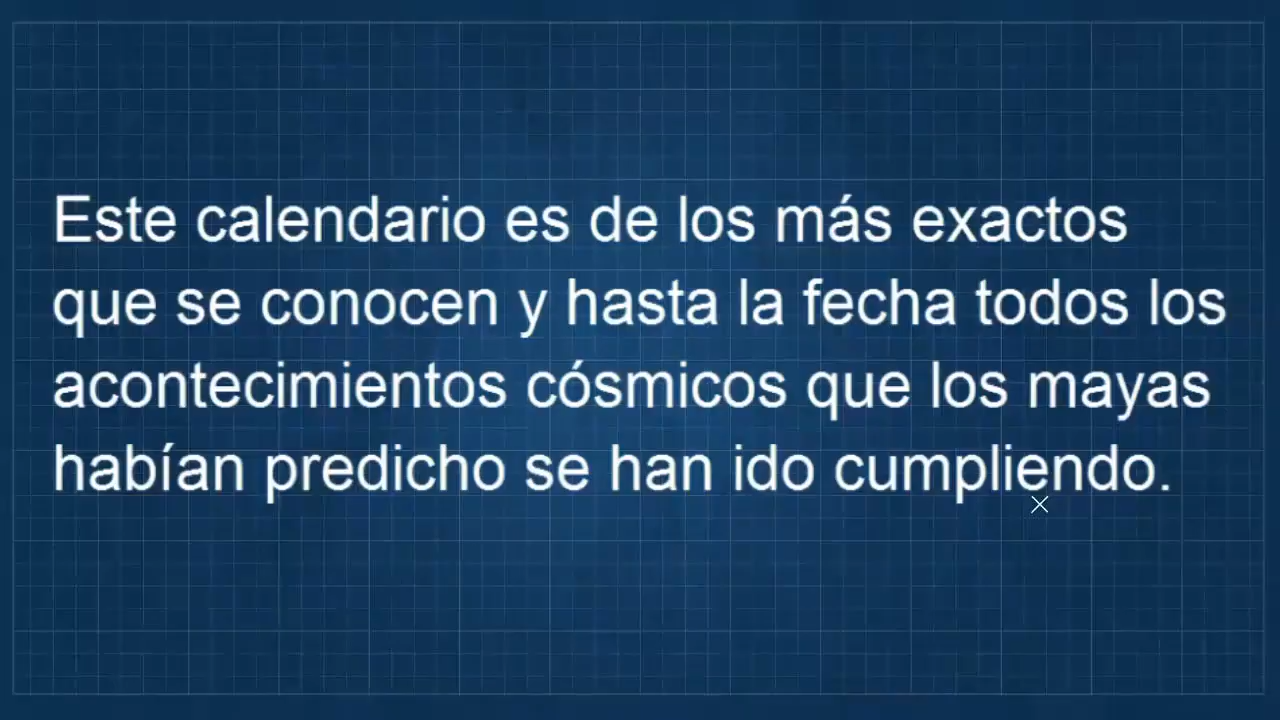 Este calendario es de los más exactos
que se conocen y hasta la fecha todos los
acontecimientos cósmicos que los mayas
habían predicho se han ido cumpliendo.